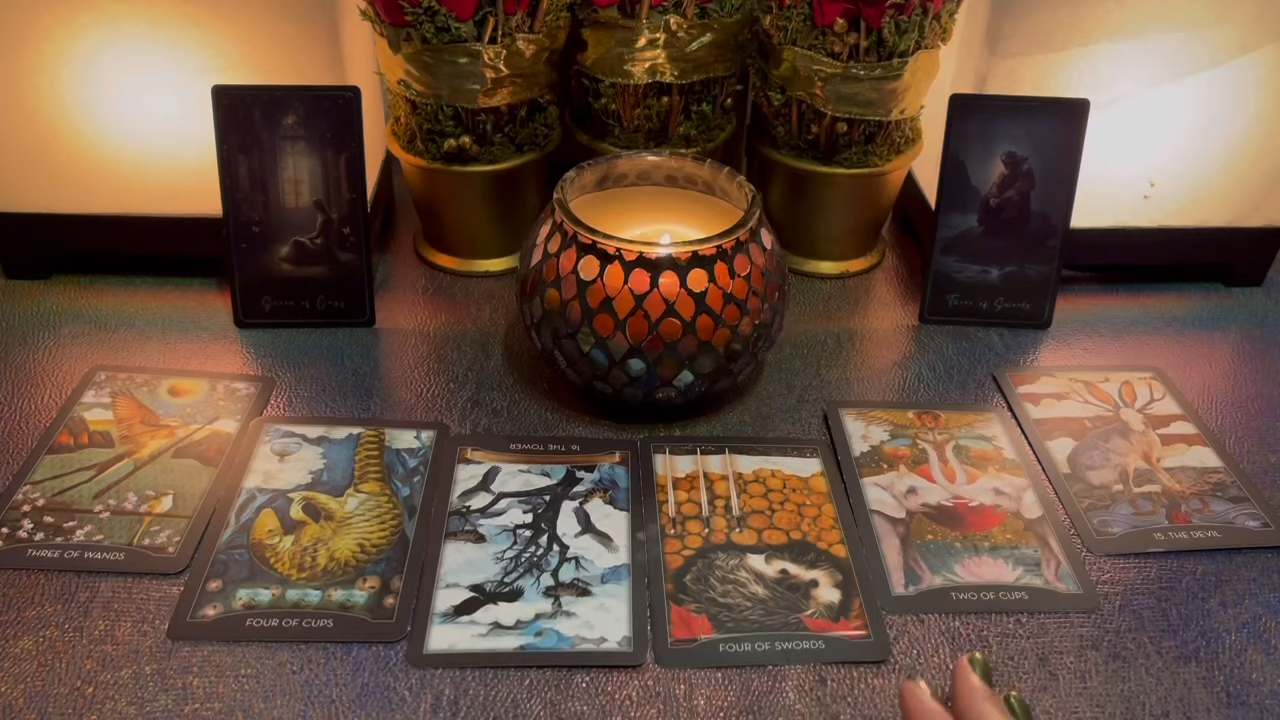 Queen of Cups
Three of Swords
THREE OF WANDS
FOUR OF CUPS
16. THE TOWER
FOUR OF SWORDS
TWO OF CUPS
15. THE DEVIL